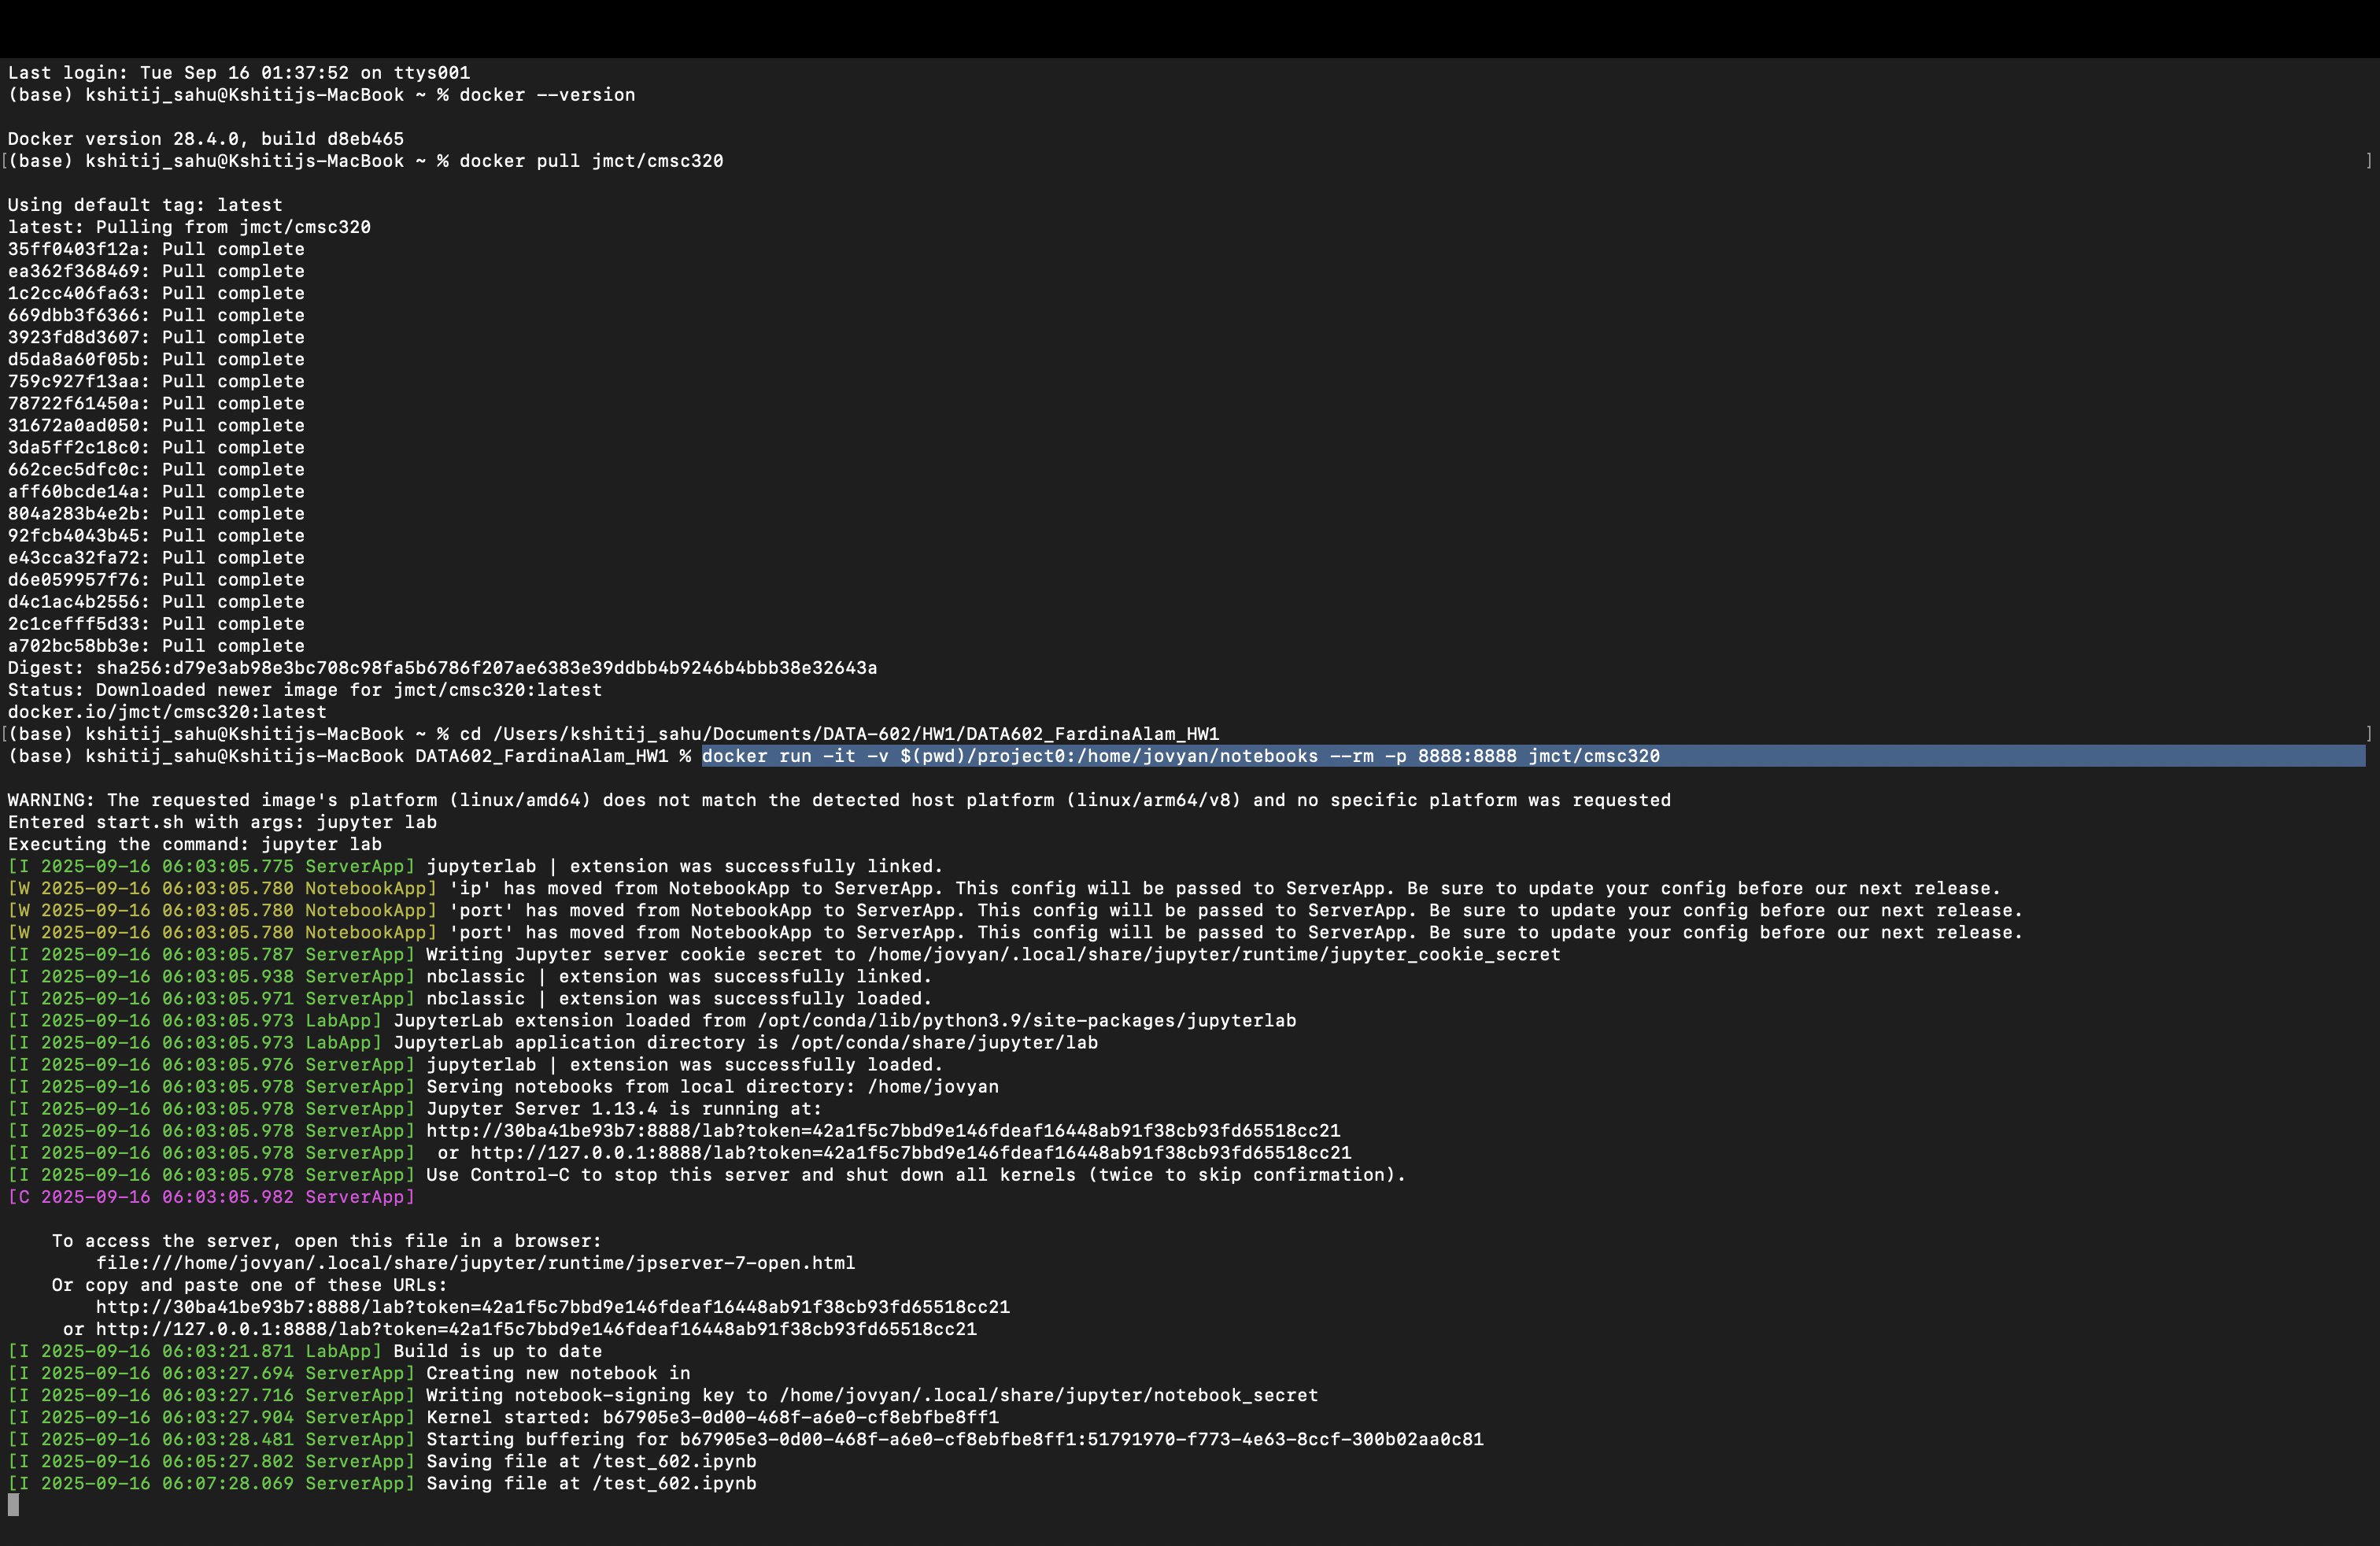 Last login: Tue Sep 16 01:37:52 on ttys001
(base) kshitij_sahu@Kshitijs-MacBook ~ % docker --version
Docker version 28.4.0, build d8eb465
[(base) kshitij_sahu@Kshitijs-MacBook ~ % docker pull jmct/cmsc320 ]
Using default tag: latest
latest: Pulling from jmct/cmsc320
35ff0403f12a: Pull complete
ea362f368469: Pull complete
1c2cc406fa63: Pull complete
669dbb3f6366: Pull complete
3923fd8d3607: Pull complete
d5da8a60f05b: Pull complete
759c927f13aa: Pull complete
78722f61450a: Pull complete
31672a0ad050: Pull complete
3da5ff2c18c0: Pull complete
662cec5dfc0c: Pull complete
aff60bcde14a: Pull complete
804a283b4e2b: Pull complete
92fcb4043b45: Pull complete
e43cca32fa72: Pull complete
d6e059957f76: Pull complete
d4c1ac4b2556: Pull complete
2c1cefff5d33: Pull complete
a702bc58bb3e: Pull complete
Digest: sha256:d79e3ab98e3bc708c98fa5b6786f207ae6383e39ddbb4b9246b4bbb38e32643a
Status: Downloaded newer image for jmct/cmsc320:latest
docker.io/jmct/cmsc320:latest
[(base) kshitij_sahu@Kshitijs-MacBook ~ % cd /Users/kshitij_sahu/Documents/DATA-602/HW1/DATA602_FardinaAlam_HW1 ]
(base) kshitij_sahu@Kshitijs-MacBook DATA602_FardinaAlam_HW1 % docker run -it -v $(pwd)/project0:/home/jovyan/notebooks --rm -p 8888:8888 jmct/cmsc320
WARNING: The requested image's platform (linux/amd64) does not match the detected host platform (linux/arm64/v8) and no specific platform was requested
Entered start.sh with args: jupyter lab
Executing the command: jupyter lab
[I 2025-09-16 06:03:05.775 ServerApp] jupyterlab | extension was successfully linked.
[W 2025-09-16 06:03:05.780 NotebookApp] 'ip' has moved from NotebookApp to ServerApp. This config will be passed to ServerApp. Be sure to update your config before our next release.
[W 2025-09-16 06:03:05.780 NotebookApp] 'port' has moved from NotebookApp to ServerApp. This config will be passed to ServerApp. Be sure to update your config before our next release.
[W 2025-09-16 06:03:05.780 NotebookApp] 'port' has moved from NotebookApp to ServerApp. This config will be passed to ServerApp. Be sure to update your config before our next release.
[I 2025-09-16 06:03:05.787 ServerApp] Writing Jupyter server cookie secret to /home/jovyan/.local/share/jupyter/runtime/jupyter_cookie_secret
[I 2025-09-16 06:03:05.938 ServerApp] nbclassic | extension was successfully linked.
[I 2025-09-16 06:03:05.971 ServerApp] nbclassic | extension was successfully loaded.
[I 2025-09-16 06:03:05.973 LabApp] JupyterLab extension loaded from /opt/conda/lib/python3.9/site-packages/jupyterlab
[I 2025-09-16 06:03:05.973 LabApp] JupyterLab application directory is /opt/conda/share/jupyter/lab
[I 2025-09-16 06:03:05.976 ServerApp] jupyterlab | extension was successfully loaded.
[I 2025-09-16 06:03:05.978 ServerApp] Serving notebooks from local directory: /home/jovyan
[I 2025-09-16 06:03:05.978 ServerApp] Jupyter Server 1.13.4 is running at:
[I 2025-09-16 06:03:05.978 ServerApp] http://30ba41be93b7:8888/lab?token=42a1f5c7bbd9e146fdeaf16448ab91f38cb93fd65518cc21
[I 2025-09-16 06:03:05.978 ServerApp]  or http://127.0.0.1:8888/lab?token=42a1f5c7bbd9e146fdeaf16448ab91f38cb93fd65518cc21
[I 2025-09-16 06:03:05.978 ServerApp] Use Control-C to stop this server and shut down all kernels (twice to skip confirmation).
[C 2025-09-16 06:03:05.982 ServerApp]
To access the server, open this file in a browser:
file:///home/jovyan/.local/share/jupyter/runtime/jpserver-7-open.html
Or copy and paste one of these URLs:
http://30ba41be93b7:8888/lab?token=42a1f5c7bbd9e146fdeaf16448ab91f38cb93fd65518cc21
or http://127.0.0.1:8888/lab?token=42a1f5c7bbd9e146fdeaf16448ab91f38cb93fd65518cc21
[I 2025-09-16 06:03:21.871 LabApp] Build is up to date
[I 2025-09-16 06:03:27.694 ServerApp] Creating new notebook in
[I 2025-09-16 06:03:27.716 ServerApp] Writing notebook-signing key to /home/jovyan/.local/share/jupyter/notebook_secret
[I 2025-09-16 06:03:27.904 ServerApp] Kernel started: b67905e3-0d00-468f-a6e0-cf8ebfbe8ff1
[I 2025-09-16 06:03:28.481 ServerApp] Starting buffering for b67905e3-0d00-468f-a6e0-cf8ebfbe8ff1:51791970-f773-4e63-8ccf-300b02aa0c81
[I 2025-09-16 06:05:27.802 ServerApp] Saving file at /test_602.ipynb
[I 2025-09-16 06:07:28.069 ServerApp] Saving file at /test_602.ipynb